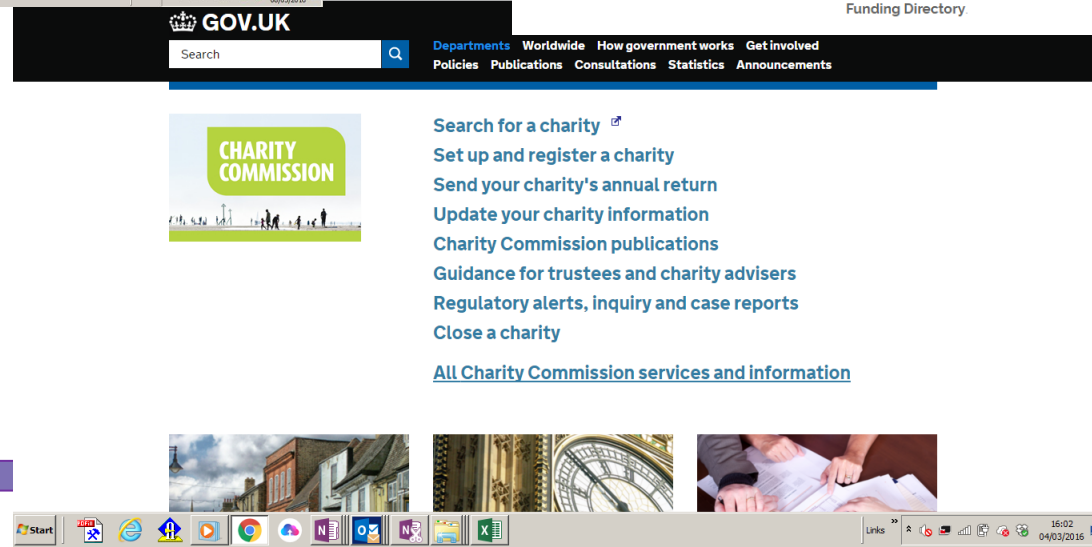 Funding Directory.
GOV.UK
Search
Departments Worldwide How government works Get involved
Policies Publications Consultations Statistics Announcements
CHARITY
COMMISSION
Search for a charity
Set up and register a charity
Send your charity's annual return
Update your charity information
Charity Commission publications
Guidance for trustees and charity advisers
Regulatory alerts, inquiry and case reports
Close a charity
All Charity Commission services and information
Start
Links
16:02
04/03/2016